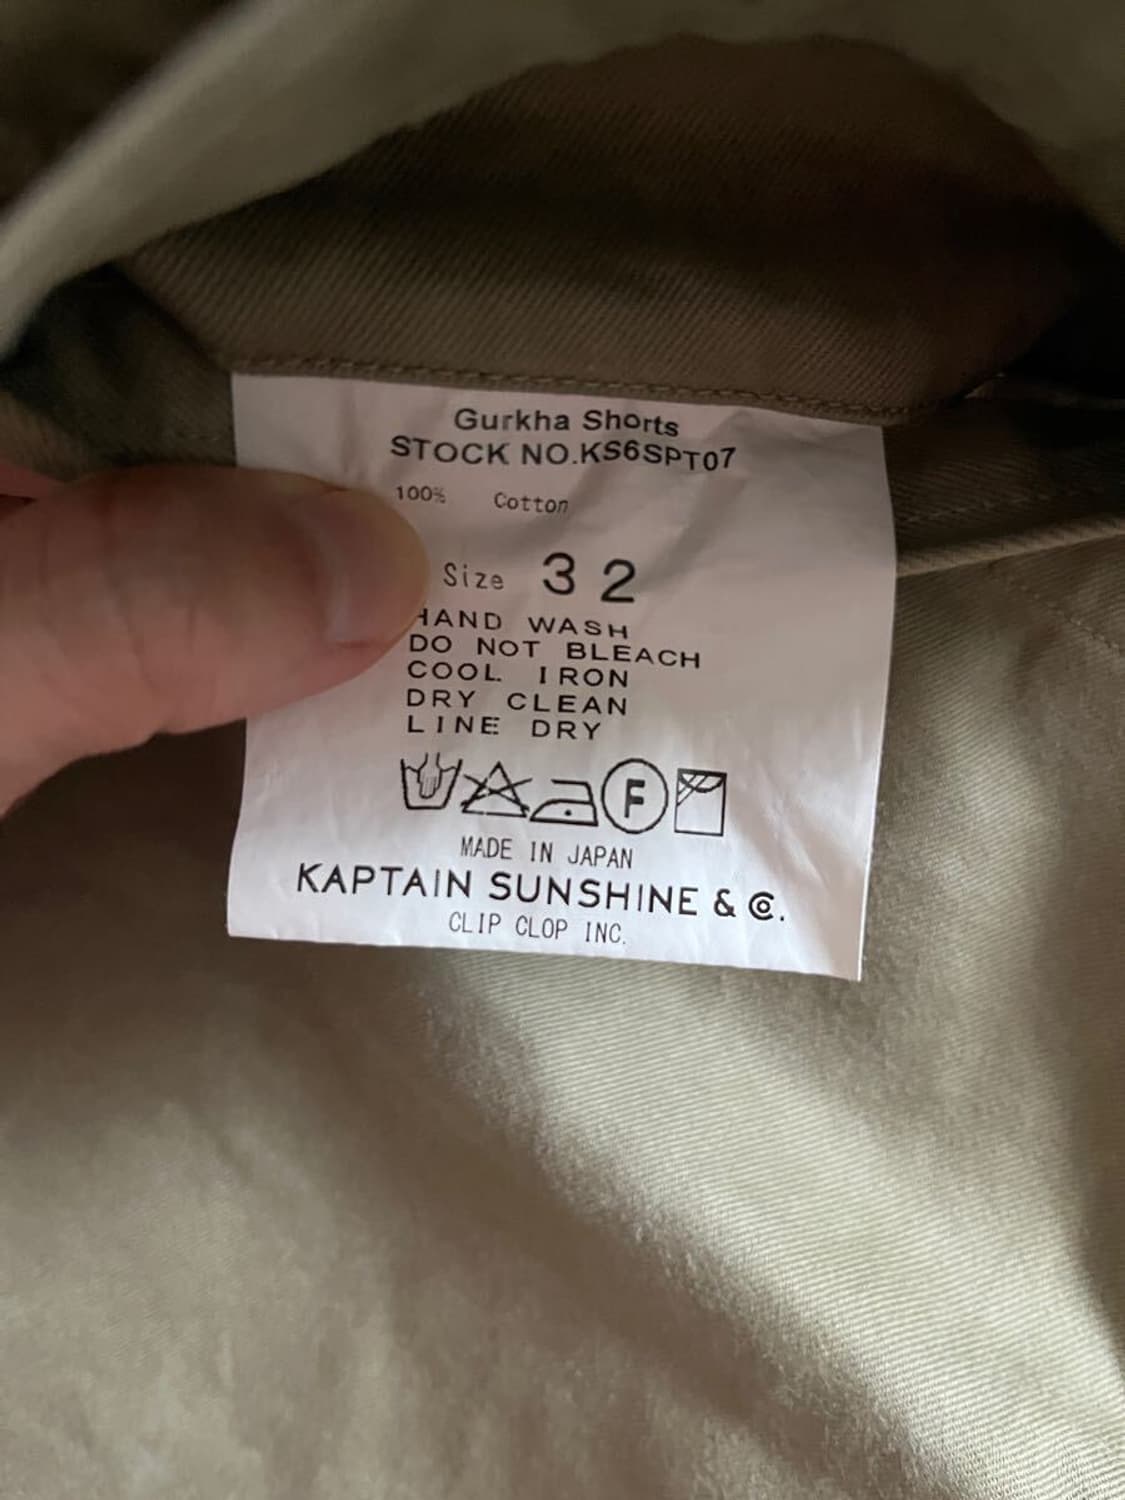 Gurkha Shorts
STOCK NO.KS6SPT07
100% Cotton
Size 32
HAND WASH
DO NOT BLEACH
COOL IRON
DRY CLEAN
LINE DRY
F
MADE IN JAPAN
KAPTAIN SUNSHINE & Co.
CLIP CLOP INC.